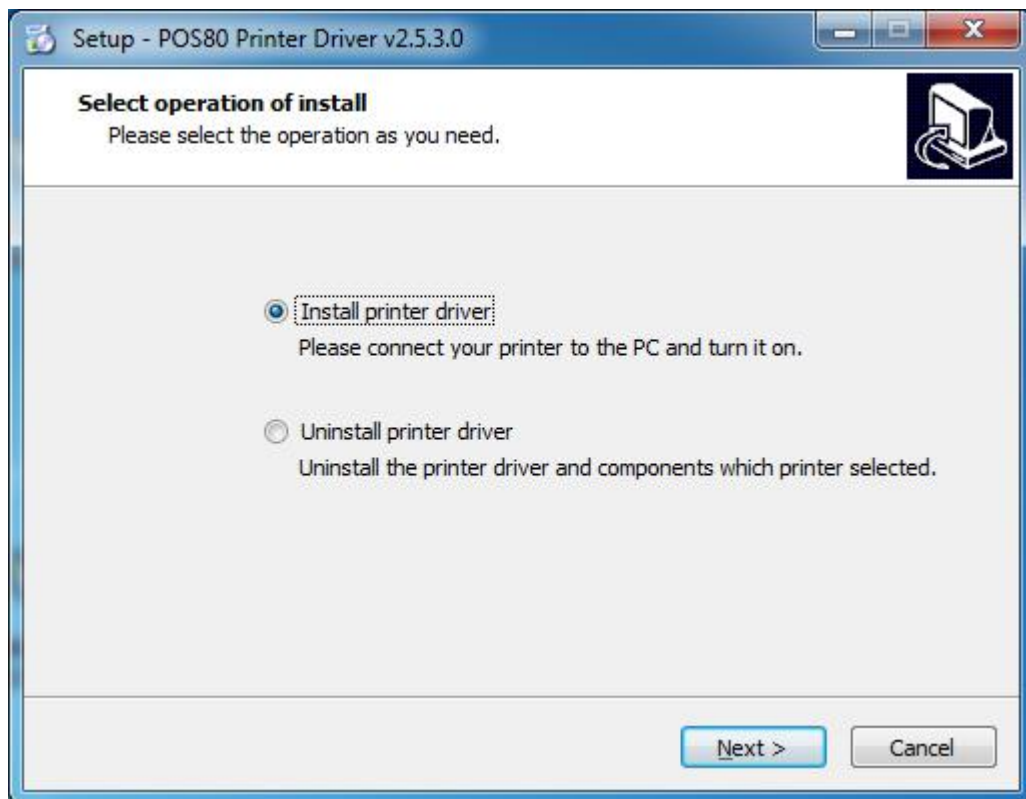 Setup - POS80 Printer Driver v2.5.3.0
Select operation of install
Please select the operation as you need.
Install printer driver
Please connect your printer to the PC and turn it on.
Uninstall printer driver
Uninstall the printer driver and components which printer selected.
Next >
Cancel